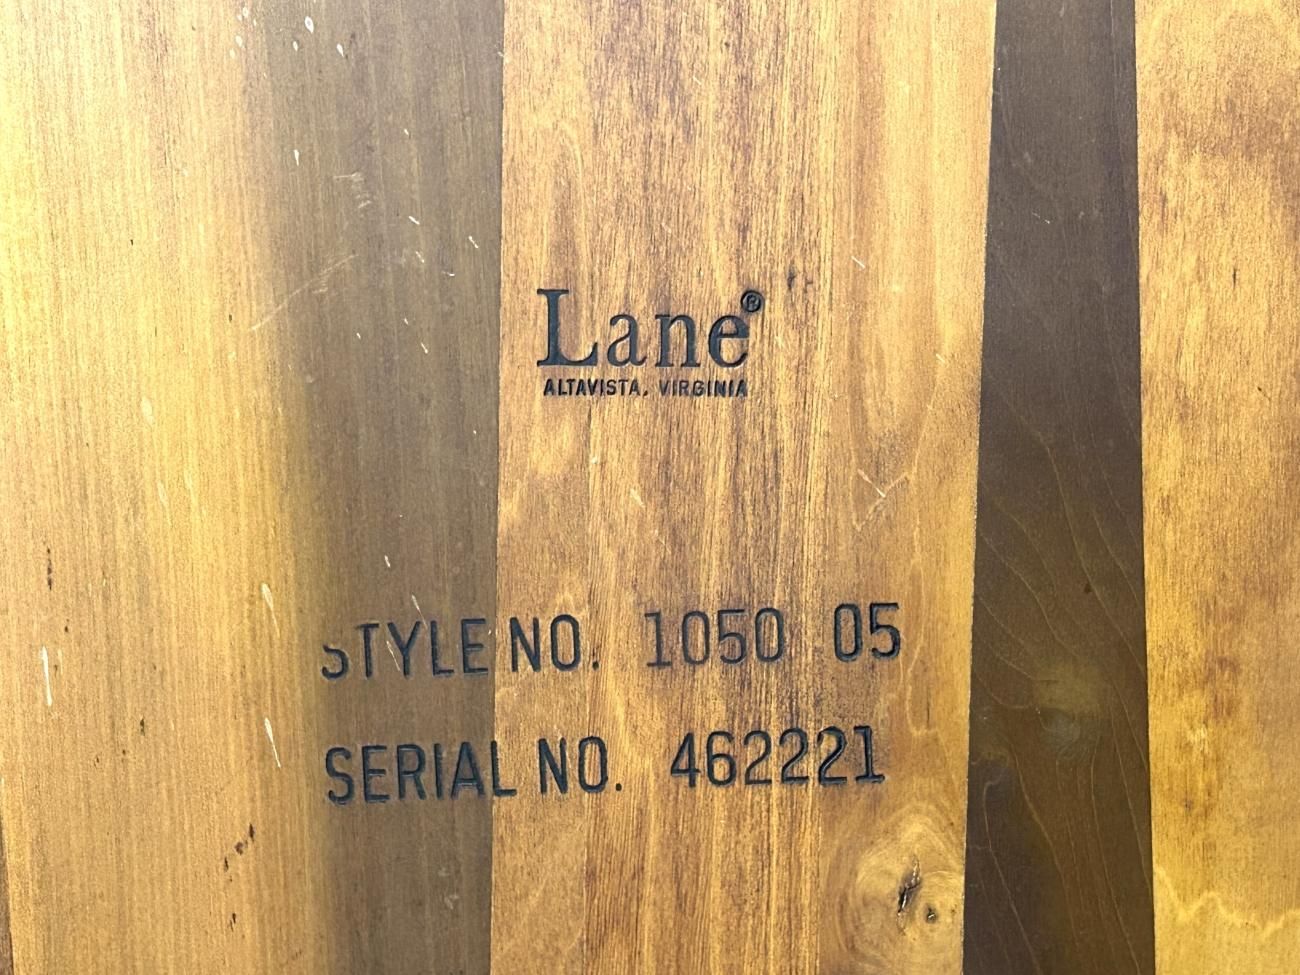 Lane®
ALTAVISTA, VIRGINIA
STYLE NO. 1050 05
SERIAL NO. 462221